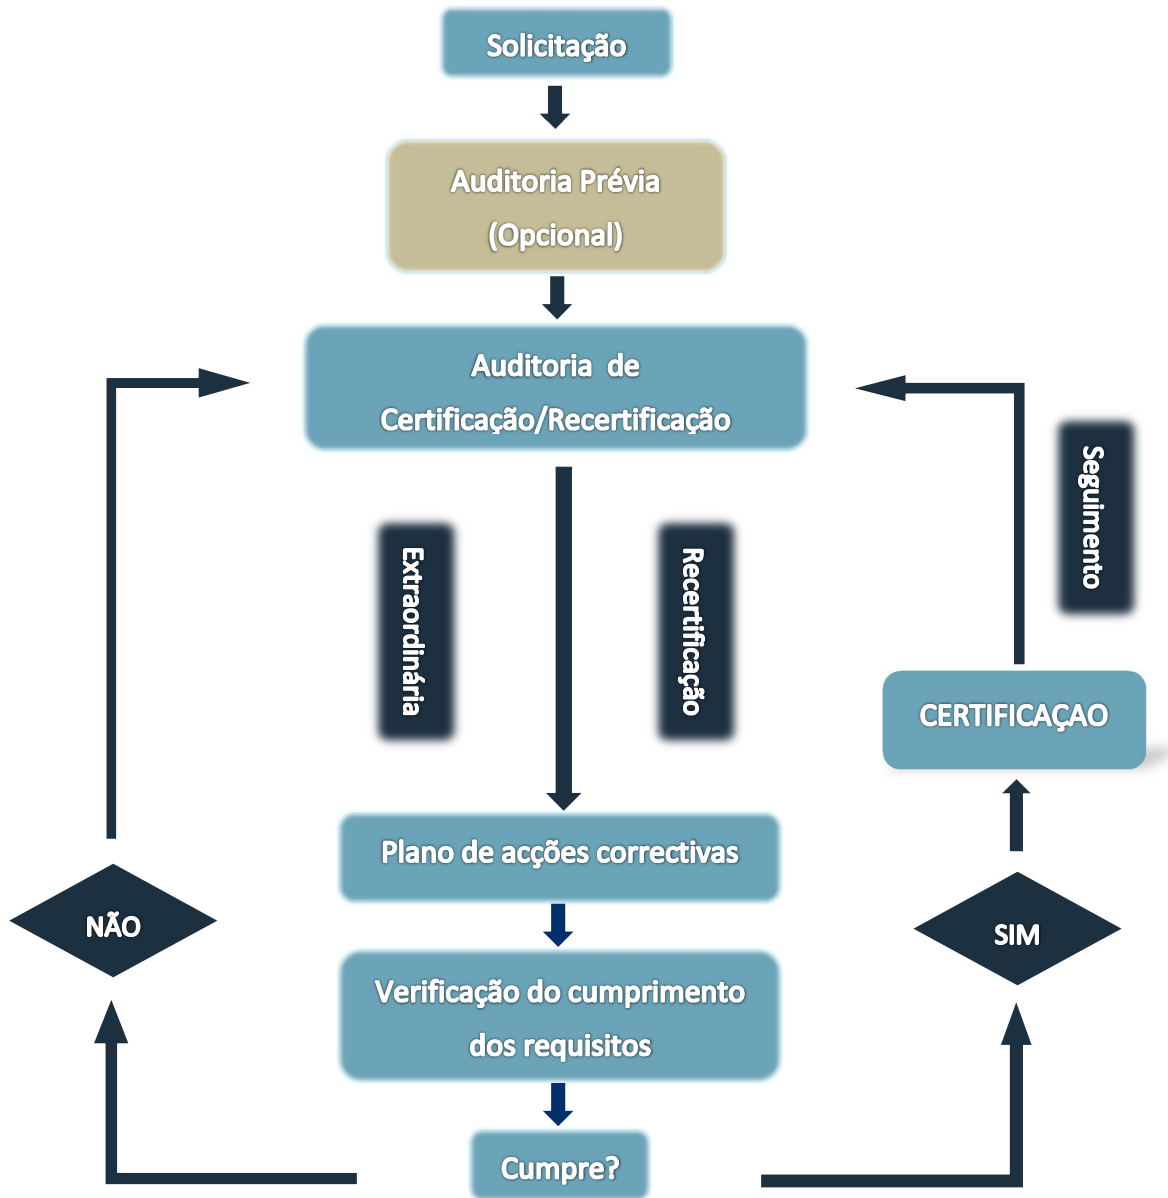 Solicitação
Auditoria Prévia
(Opcional)
Auditoria de
Certificação/Recertificação
Seguimento
Extraordinária
Recertificação
CERTIFICAÇAO
Plano de acções correctivas
NÃO
SIM
Verificação do cumprimento
dos requisitos
Cumpre?